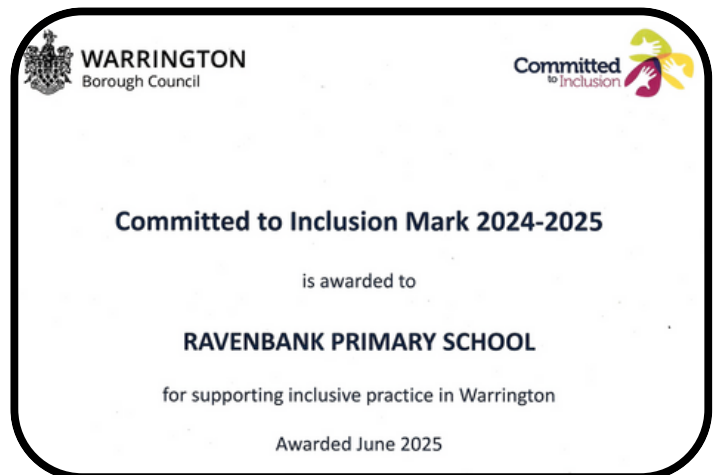 WARRINGTON
Borough Council
Committed
to Inclusion
Committed to Inclusion Mark 2024-2025
is awarded to
RAVENBANK PRIMARY SCHOOL
for supporting inclusive practice in Warrington
Awarded June 2025